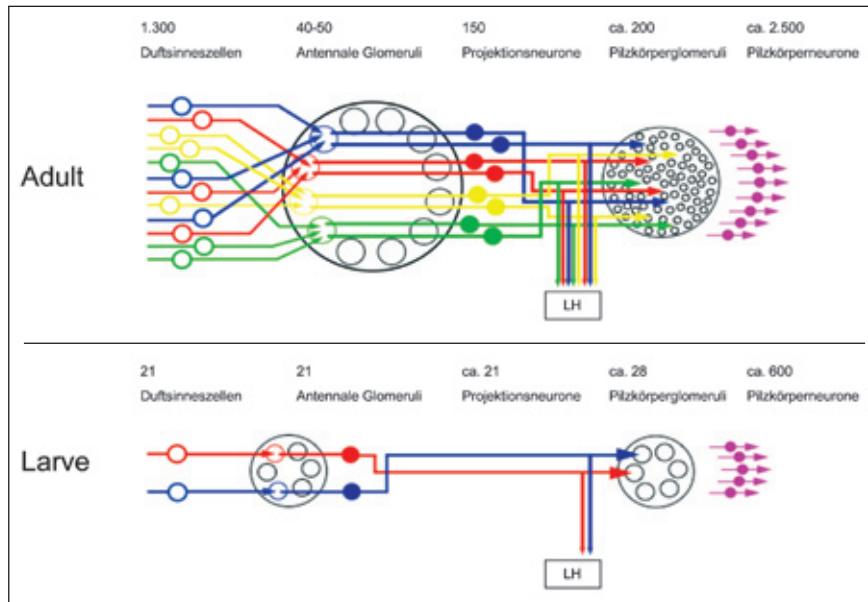 1.300 40-50 150 ca. 200 ca. 2.500
Duftsinneszellen Antennale Glomeruli Projektionsneurone Pilzkörperglomeruli Pilzkörperneurone
Adult
LH
21 21 ca. 21 ca. 28 ca. 600
Duftsinneszellen Antennale Glomeruli Projektionsneurone Pilzkörperglomeruli Pilzkörperneurone
Larve
LH